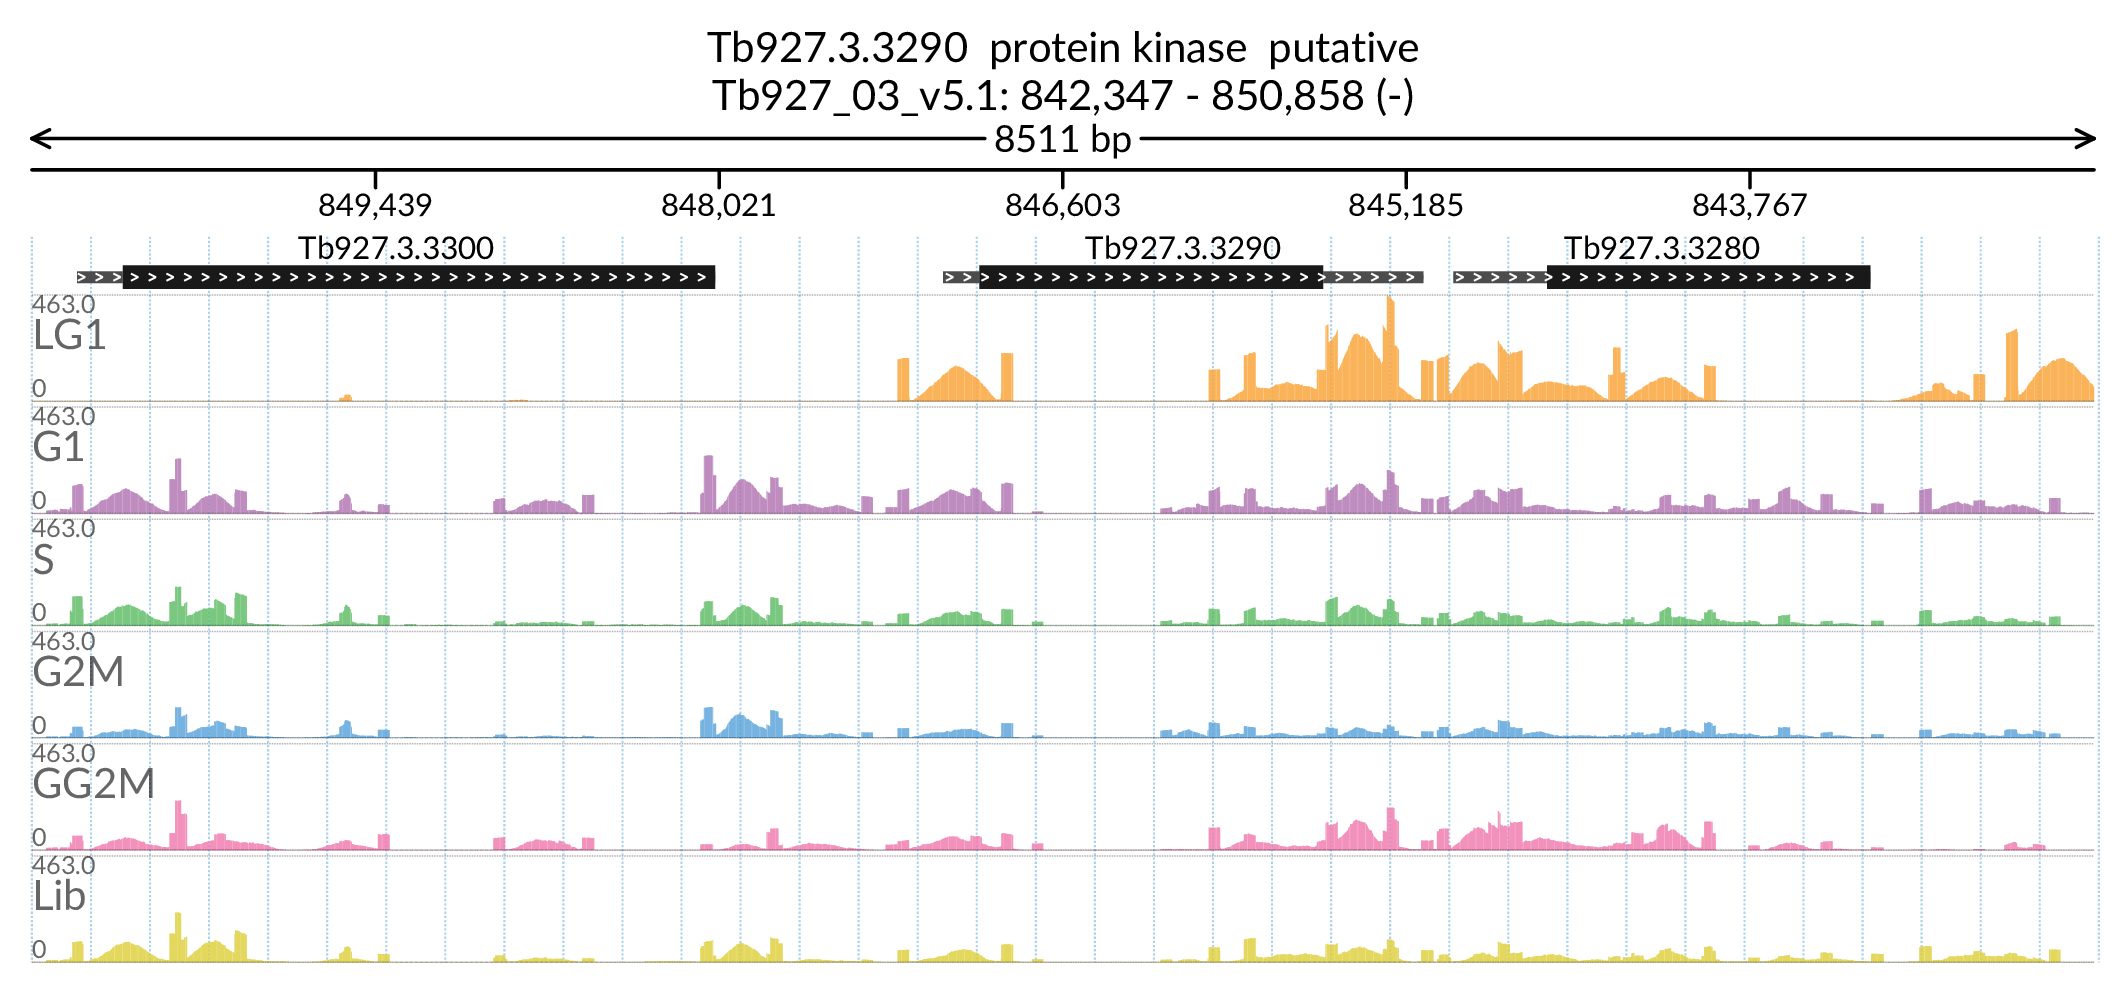 Tb927.3.3290 protein kinase putative
Tb927_03_v5.1: 842,347 - 850,858 (-)
8511 bp
849,439 848,021 846,603 845,185 843,767
Tb927.3.3300 Tb927.3.3290 Tb927.3.3280
463.0
LG1
0
463.0
G1
0
463.0
S
0
463.0
G2M
0
463.0
GG2M
0
463.0
Lib
0